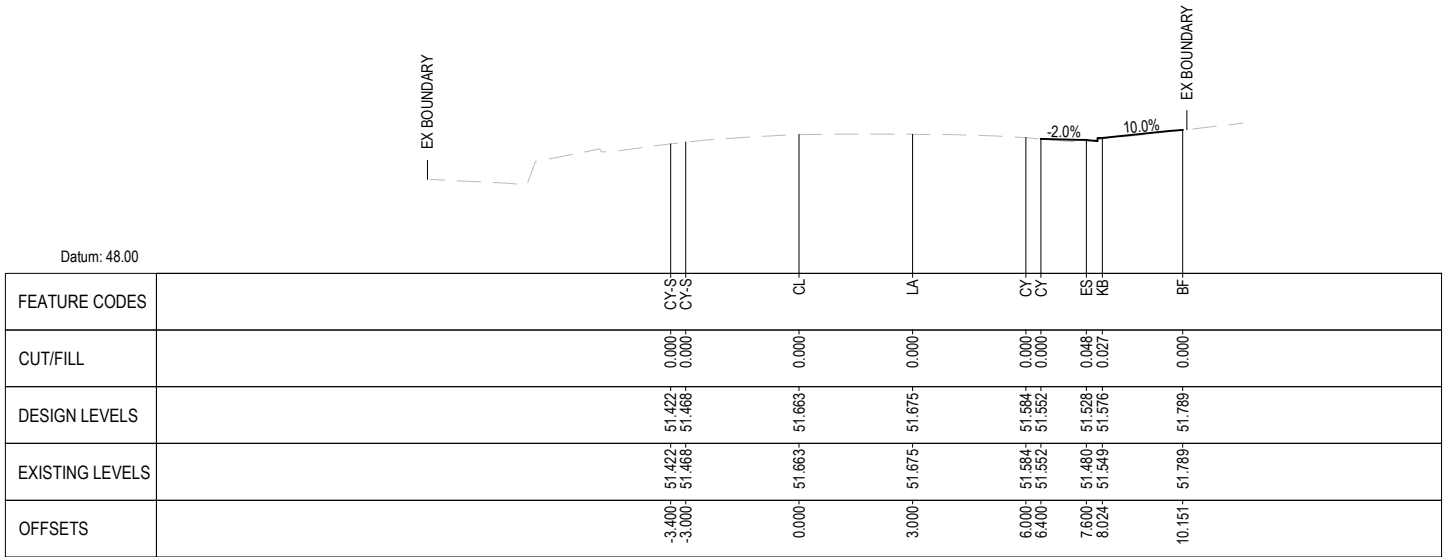 EX BOUNDARY
EX BOUNDARY
-2.0%
10.0%
Datum: 48.00
FEATURE CODES CY-S CY-S CL LA CY CY ES KB BF
CUT/FILL 0.000 0.000 0.000 0.000 0.000 0.000 0.048 0.027 0.000
DESIGN LEVELS 51.422 51.468 51.663 51.675 51.584 51.552 51.528 51.576 51.789
EXISTING LEVELS 51.422 51.468 51.663 51.675 51.584 51.552 51.480 51.549 51.789
OFFSETS -3.400 -3.000 0.000 3.000 6.000 6.400 7.600 8.024 10.151